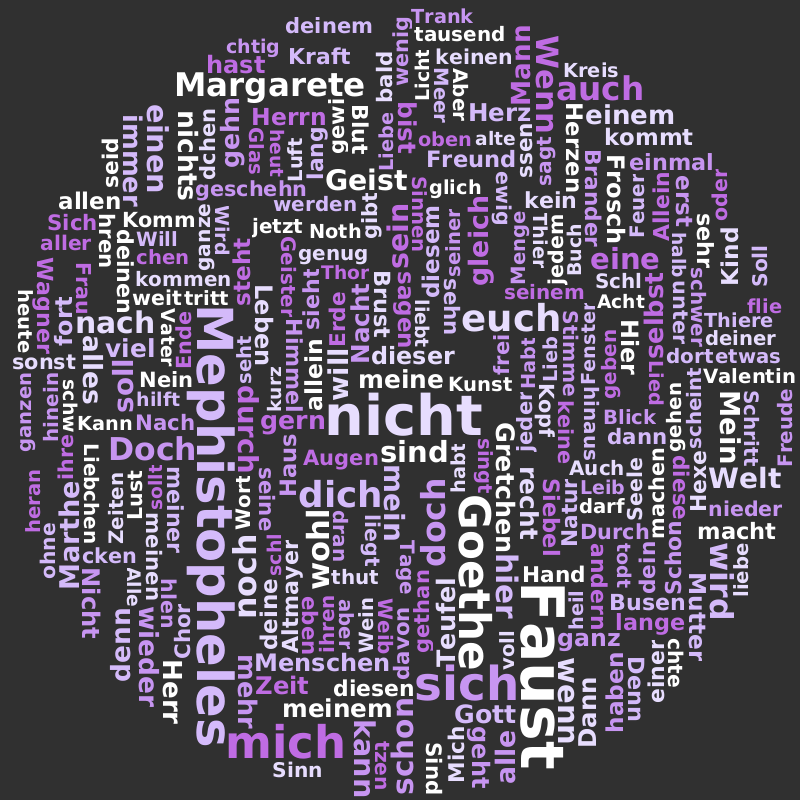 deinem
Trank
tausend
chtig
Kraft
hast
wenig
bald
Licht
Meer
keinen
Aber
Mann
Wenn
Kreis
auch
Margarete
Herrn
gewi
Blut
bist
Herz
einem
kommt
immer
einen
nichts
dchen
gehn
Glas
heut
Luft
lang
Liebe
oben
alte
Freund
ssen
sagt
Herzen
Brander
Frosch
einmal
seid
geschehn
Geist
glich
ewig
kein
Feuer
Allein
erst
oder
allen
Sich
aller
hren
Komm
ganze
Wird
werden
jetzt
Noth
gibt
sein
Sinnen
diesem
seiner
gleich
Menge
Thier
jedem
Buch
halb
unter
sehr
Kind
Soll
deinen
Will
chen
steht
Geister
genug
eine
Wagner
Frau
kommen
sieht
Thor
sagen
sehn
seinem
Schl
selbst
schwer
flie
heute
fort
weit
tritt
Leben
Himmel
Erde
Nacht
Brust
liebt
euch
Acht
Thiere
deiner
nach
Vater
Ende
viel
Mephistopheles
seht
allein
will
dieser
frei
Habt
Lieb
Stimme
Fenster
Hier
geben
Lied
dort
etwas
sonst
alles
llos
Nein
kurz
meine
Kunst
Valentin
ganzen
hinein
schw
hilft
und
gern
nicht
jeder
Kopf
keine
hinaus
Blick
gehen
scheint
Mein
Schritt
Freude
Kann
Nach
dann
Doch
Haus
Augen
sind
habt
singt
Gretchen
Auch
Welt
heran
ihre
Liebchen
Zeiten
Lust
sollt
meiner
Wort
seine
dich
mein
doch
Goethe
recht
Siebel
Natur
Leib
Seele
darf
machen
diese
Hexe
nieder
ohne
Marthe
cken
meinen
noch
schl
wohl
dran
liegt
Durch
Schon
macht
Nicht
Alle
hlen
deine
Altmayer
thut
Tage
hier
Hand
andern
todt
dein
wird
liebe
denn
wieder
Chor
eben
ihren
aber
Wein
Weib
gethan
Teufel
voll
Faust
hell
Busen
lange
Mutter
Herr
mehr
Menschen
davon
ganz
einer
chte
Zeit
diesen
sich
wenn
Dann
haben
Denn
meinem
Gott
mich
kann
tzen
schon
Sind
Mich
geht
alle
Sinn